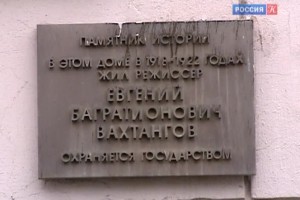 РОССИЯ К
ПАМЯТНИК ИСТОРИИ
В ЭТОМ ДОМЕ В 1918-1922 ГОДАХ
ЖИЛ РЕЖИССЕР
ЕВГЕНИЙ
БАГРАТИОНОВИЧ
ВАХТАНГОВ
ОХРАНЯЕТСЯ ГОСУДАРСТВОМ